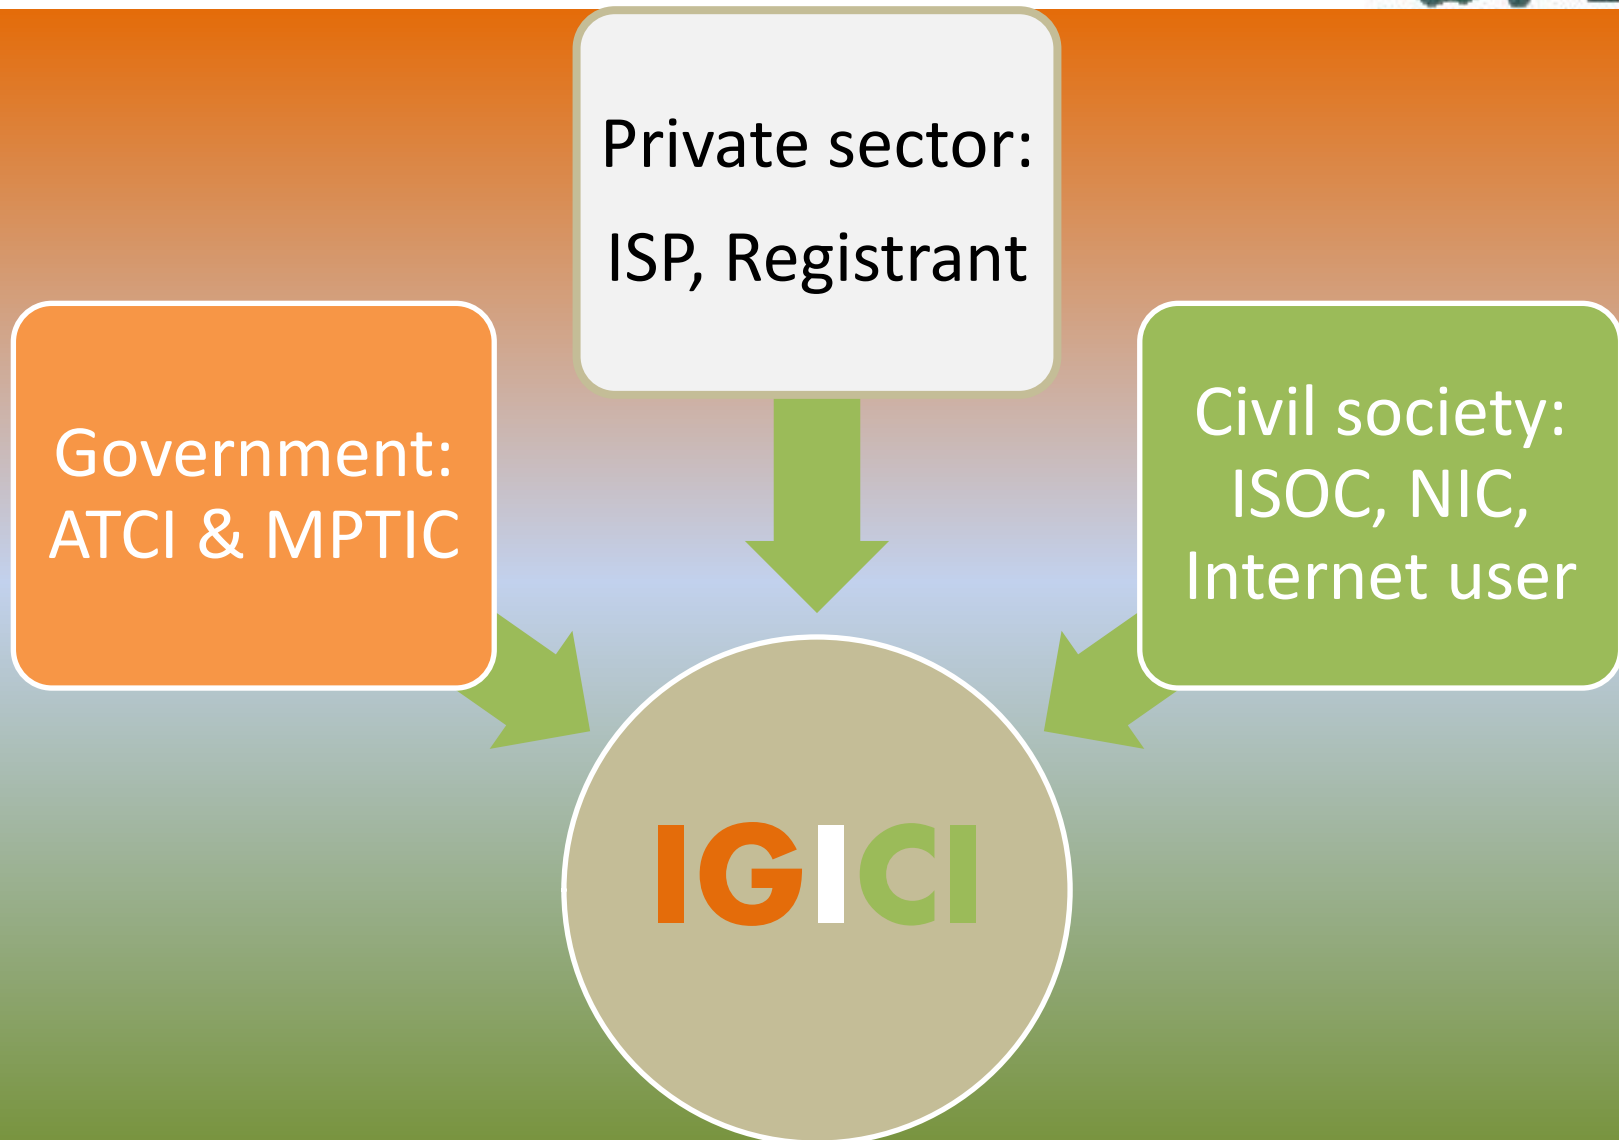 Private sector:
ISP, Registrant
Government:
ATCI & MPTIC
Civil society:
ISOC, NIC,
Internet user
IGICI